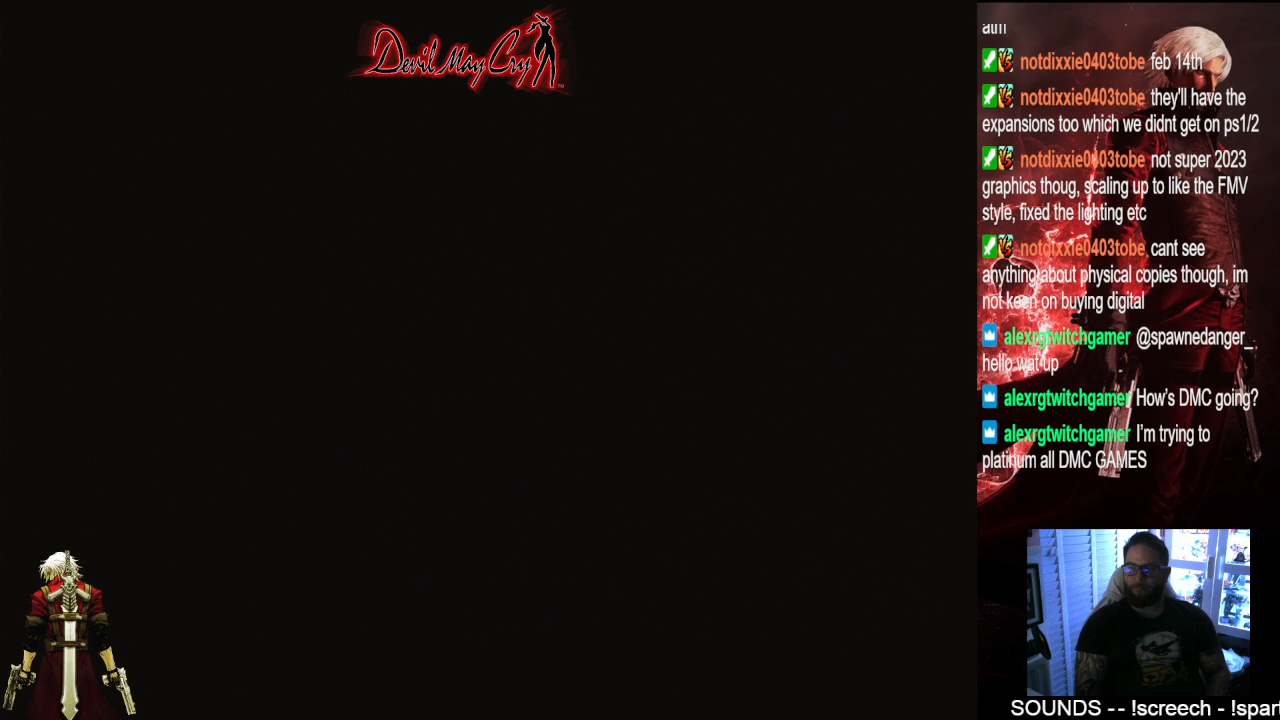 Devil May Cry
TM
notdixxie0403tobe feb 14th
notdixxie0403tobe they'll have the
expansions too which we didnt get on ps1/2
notdixxie0403tobe not super 2023
graphics thoug, scaling up to like the FMV
style, fixed the lighting etc
notdixxie0403tobe cant see
anything about physical copies though, im
not keen on buying digital
alexrgtwitchgamer @spawnedanger_
hello wat up
alexrgtwitchgamer How's DMC going?
alexrgtwitchgamer I'm trying to
platinum all DMC GAMES
SOUNDS -- !screech - !spar